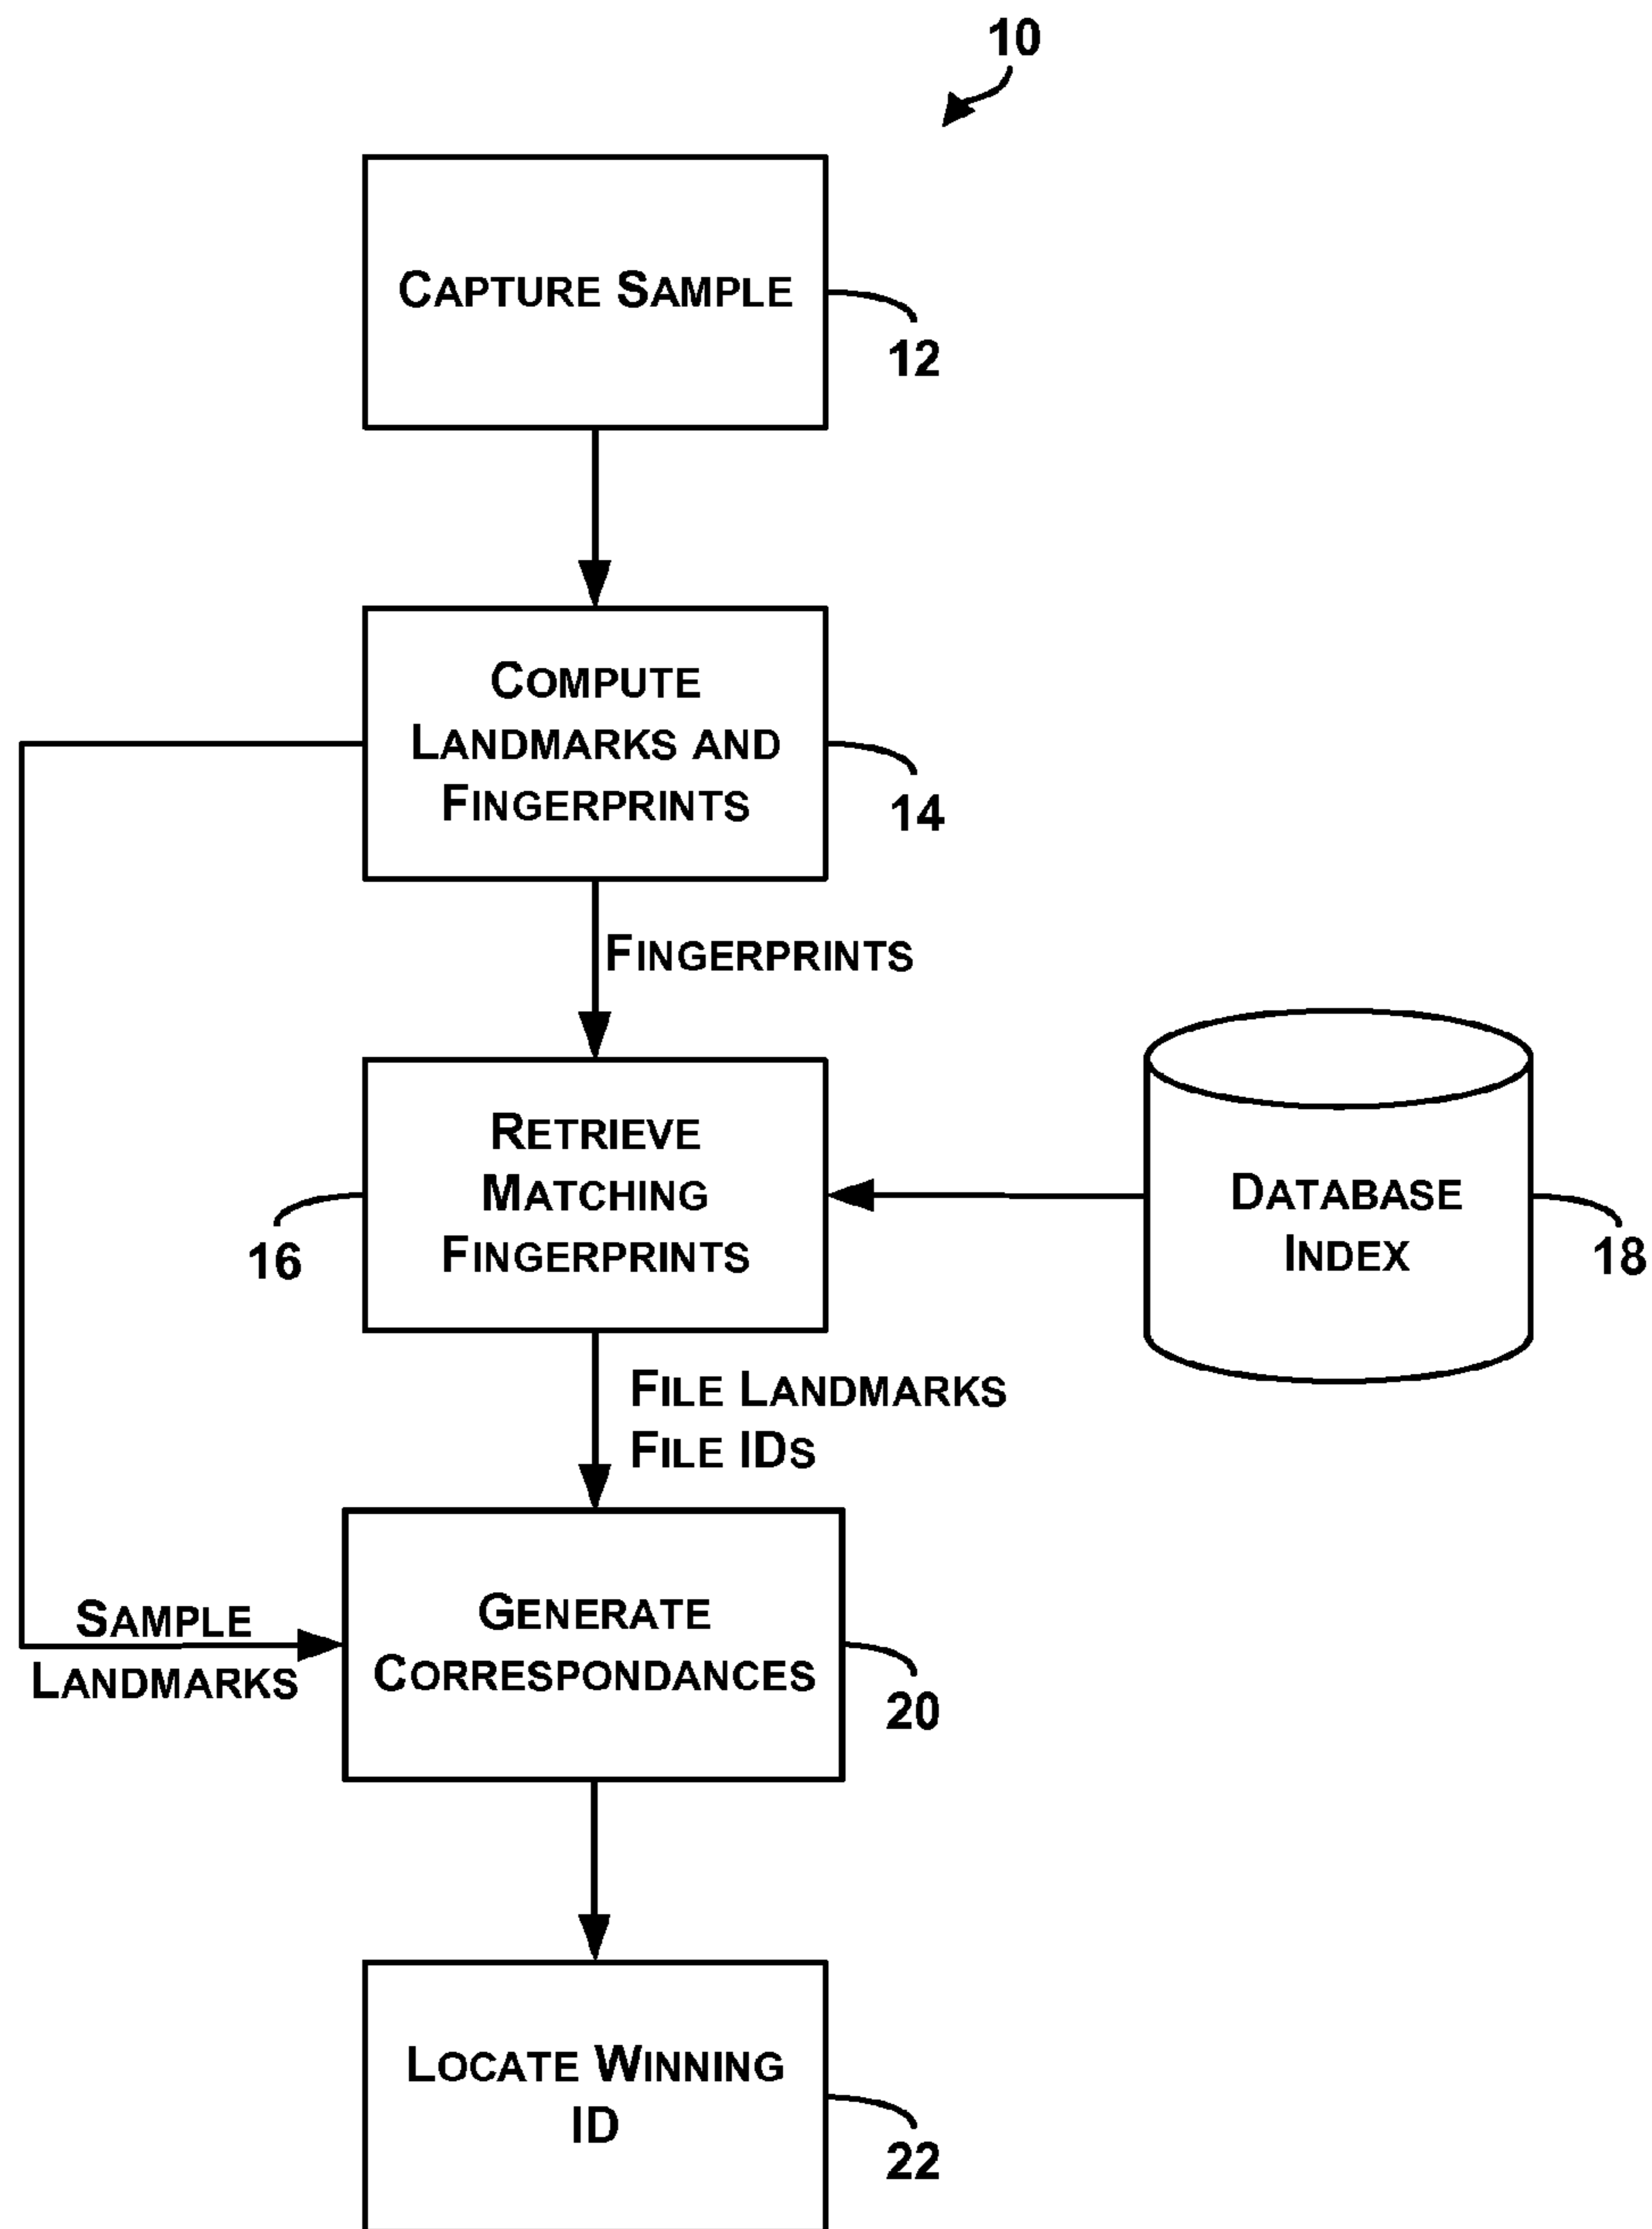 10
CAPTURE SAMPLE
12
COMPUTE
LANDMARKS AND
FINGERPRINTS
14
FINGERPRINTS
RETRIEVE
MATCHING
FINGERPRINTS
16
DATABASE
INDEX
18
FILE LANDMARKS
FILE IDS
SAMPLE
LANDMARKS
GENERATE
CORRESPONDANCES
20
LOCATE WINNING
ID
22